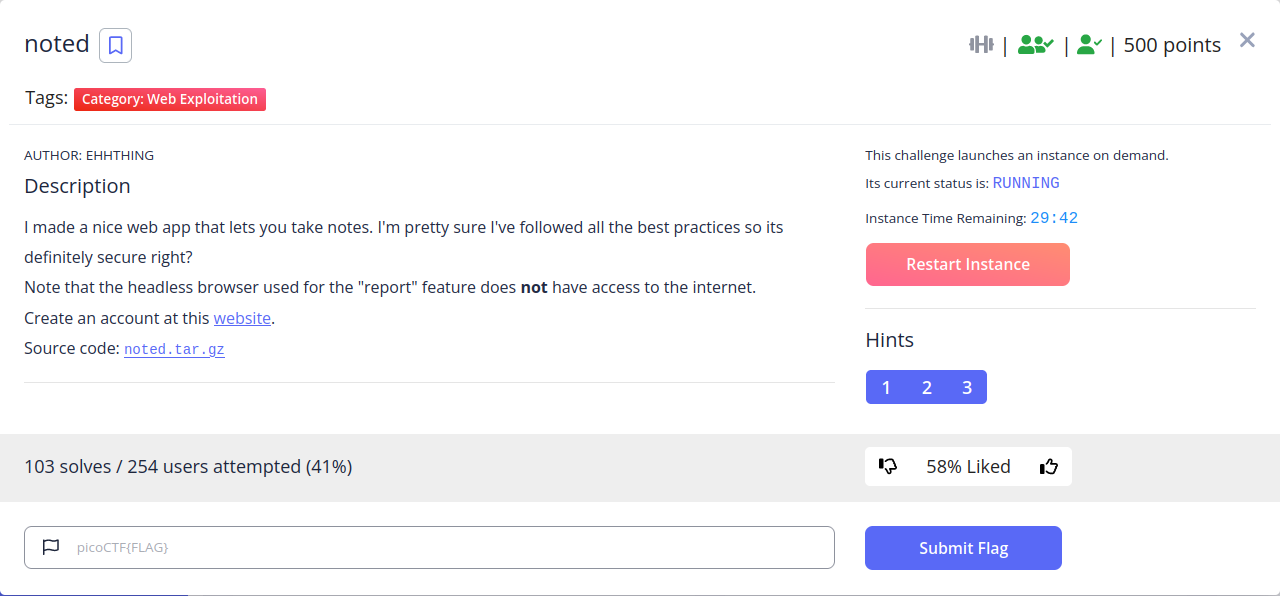 noted
| | | 500 points
Tags: Category: Web Exploitation
AUTHOR: EHHTHING
Description
I made a nice web app that lets you take notes. I'm pretty sure I've followed all the best practices so its
definitely secure right?
Note that the headless browser used for the "report" feature does not have access to the internet.
Create an account at this website.
Source code: noted.tar.gz
This challenge launches an instance on demand.
Its current status is: RUNNING
Instance Time Remaining: 29:42
Restart Instance
Hints
1 2 3
103 solves / 254 users attempted (41%)
58% Liked
picoCTF{FLAG}
Submit Flag